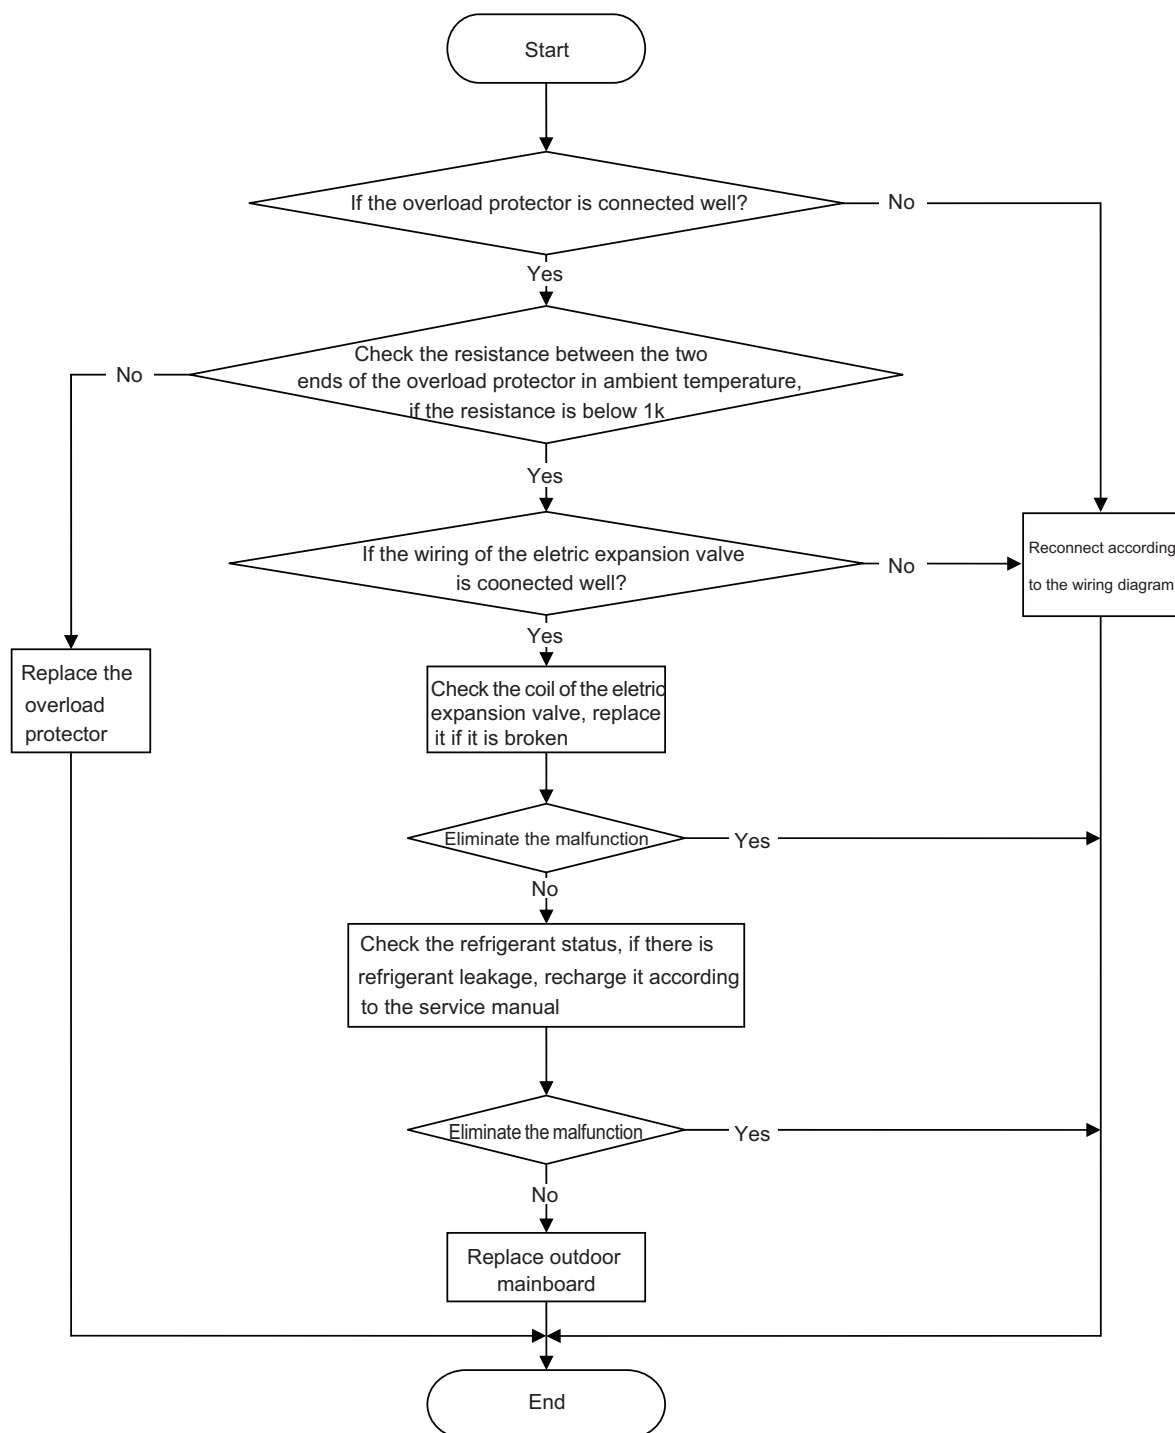 Start
If the overload protector is connected well?
No
Yes
Check the resistance between the two
ends of the overload protector in ambient temperature,
if the resistance is below 1k
No
Yes
If the wiring of the eletric expansion valve
is coonected well?
No
Reconnect according
to the wiring diagram
Yes
Replace the
overload
protector
Check the coil of the eletric
expansion valve, replace
it if it is broken
Eliminate the malfunction
Yes
No
Check the refrigerant status, if there is
refrigerant leakage, recharge it according
to the service manual
Eliminate the malfunction
Yes
No
Replace outdoor
mainboard
End